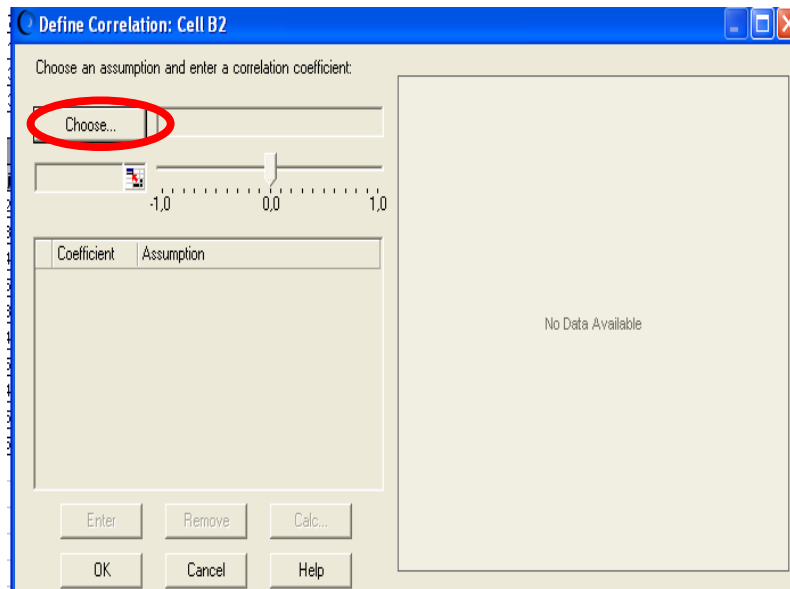 Define Correlation: Cell B2
Choose an assumption and enter a correlation coefficient:
Choose...
-1,0 0,0 1,0
Coefficient Assumption
No Data Available
Enter Remove Calc...
OK Cancel Help